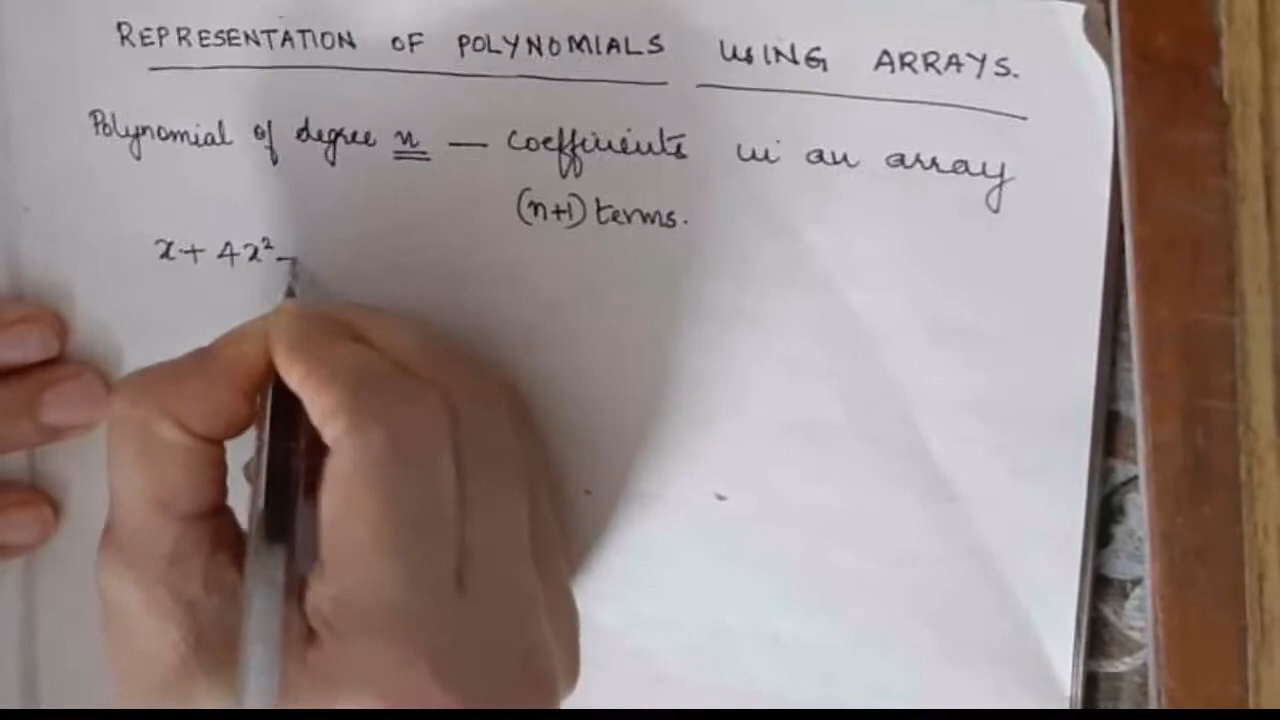 REPRESENTATION OF POLYNOMIALS USING ARRAYS.
Polynomial of degree n — coefficients in an array
(n+1) terms.
x + 4x² -